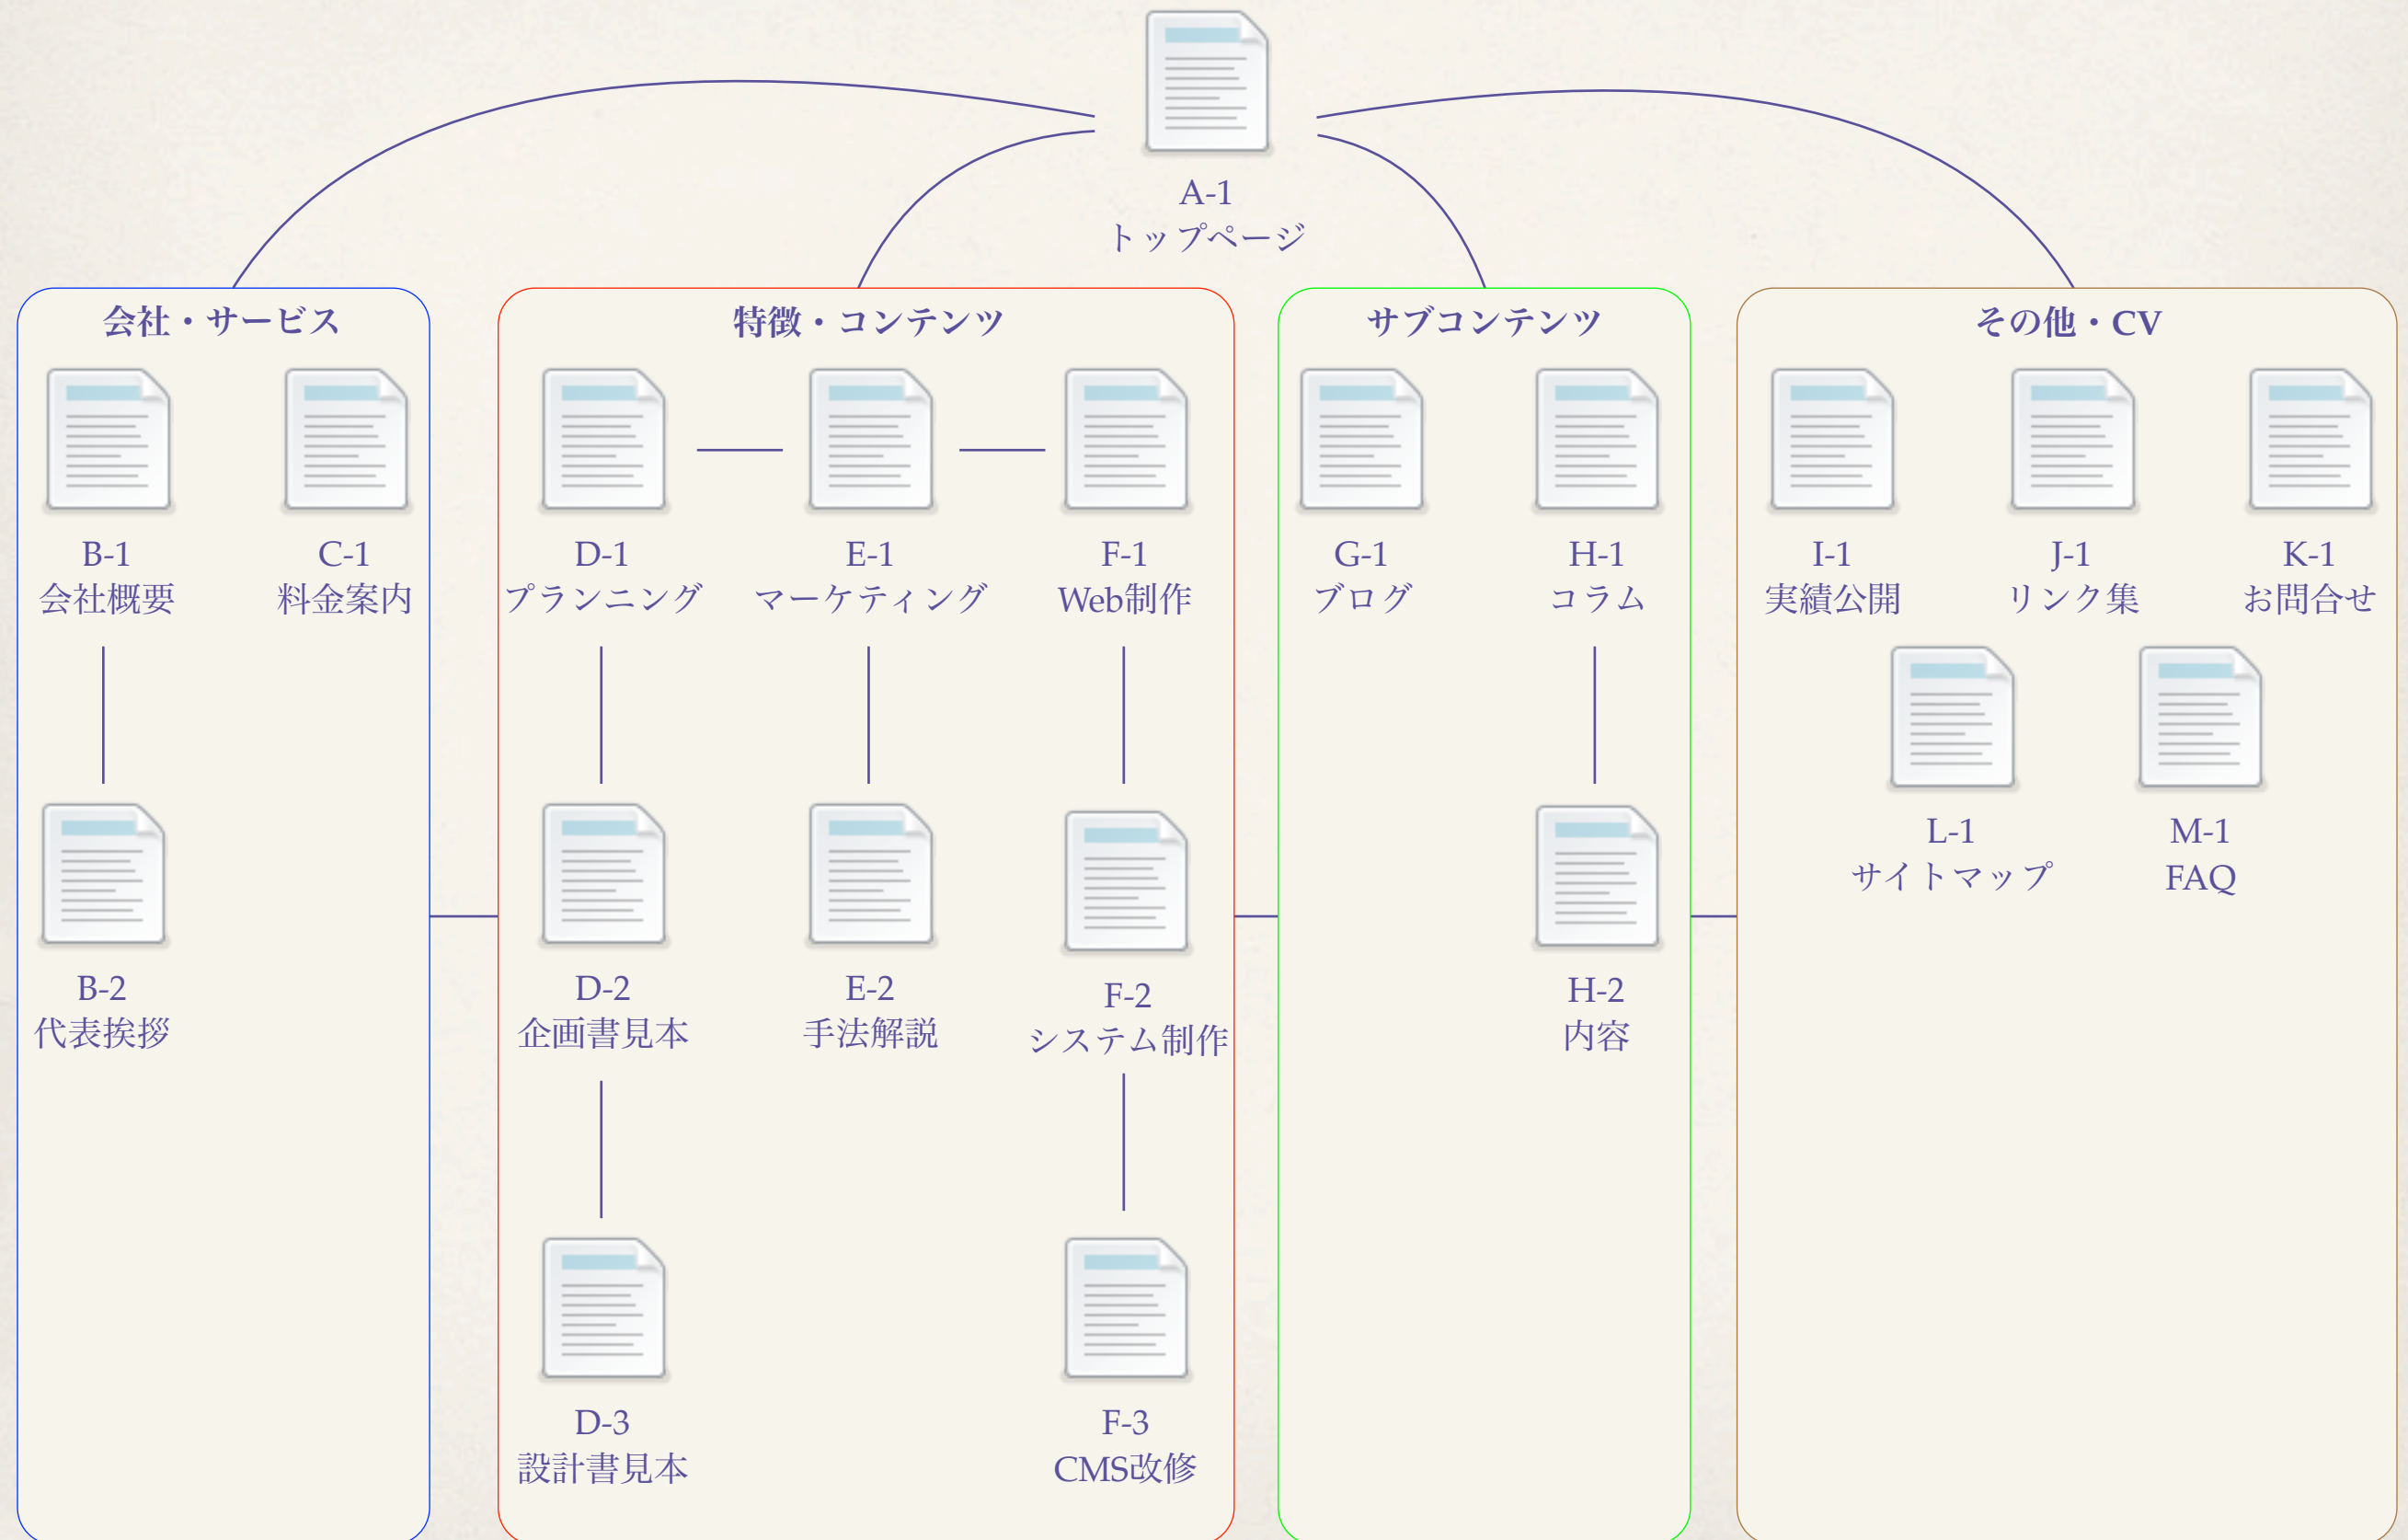 A-1
トップページ
会社・サービス
B-1
会社概要
C-1
料金案内
B-2
代表挨拶
特徴・コンテンツ
D-1
プランニング
E-1
マーケティング
F-1
Web制作
D-2
企画書見本
E-2
手法解説
F-2
システム制作
D-3
設計書見本
F-3
CMS改修
サブコンテンツ
G-1
ブログ
H-1
コラム
H-2
内容
その他・CV
I-1
実績公開
J-1
リンク集
K-1
お問合せ
L-1
サイトマップ
M-1
FAQ